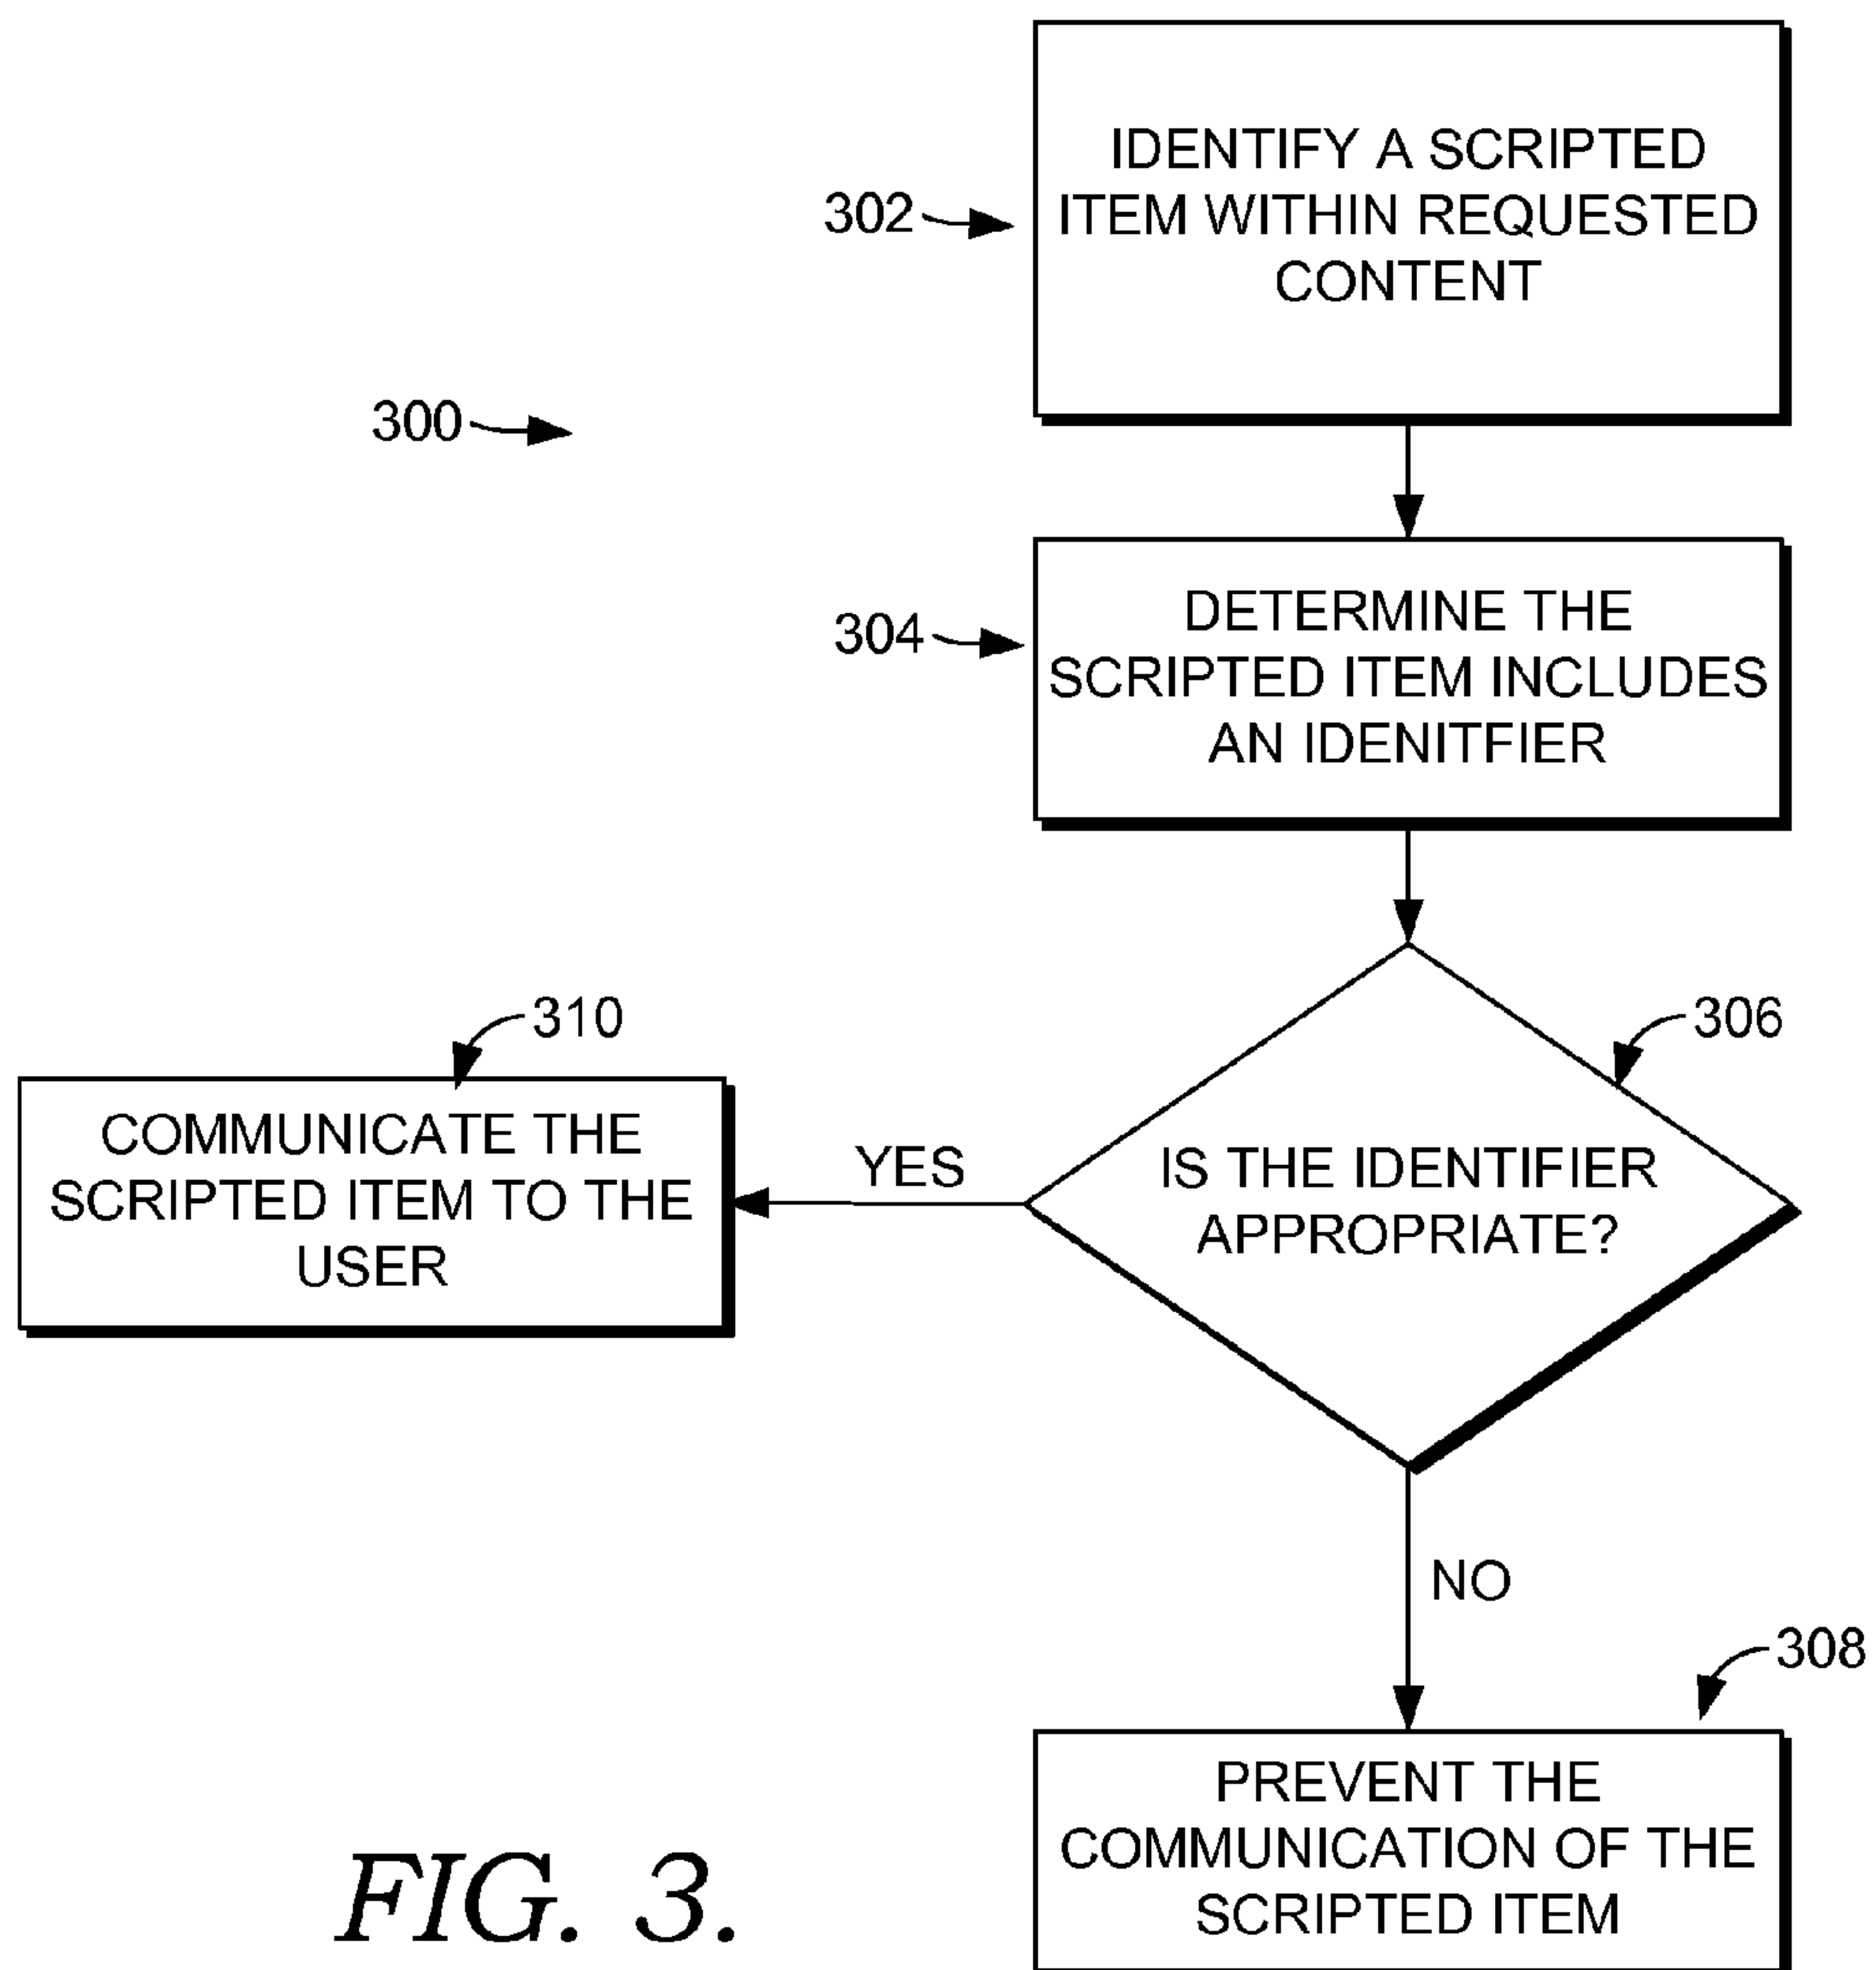 IDENTIFY A SCRIPTED
ITEM WITHIN REQUESTED
CONTENT
302
300
DETERMINE THE
SCRIPTED ITEM INCLUDES
AN IDENITFIER
304
306
IS THE IDENTIFIER
APPROPRIATE?
YES
310
COMMUNICATE THE
SCRIPTED ITEM TO THE
USER
NO
308
PREVENT THE
COMMUNICATION OF THE
SCRIPTED ITEM
FIG. 3.